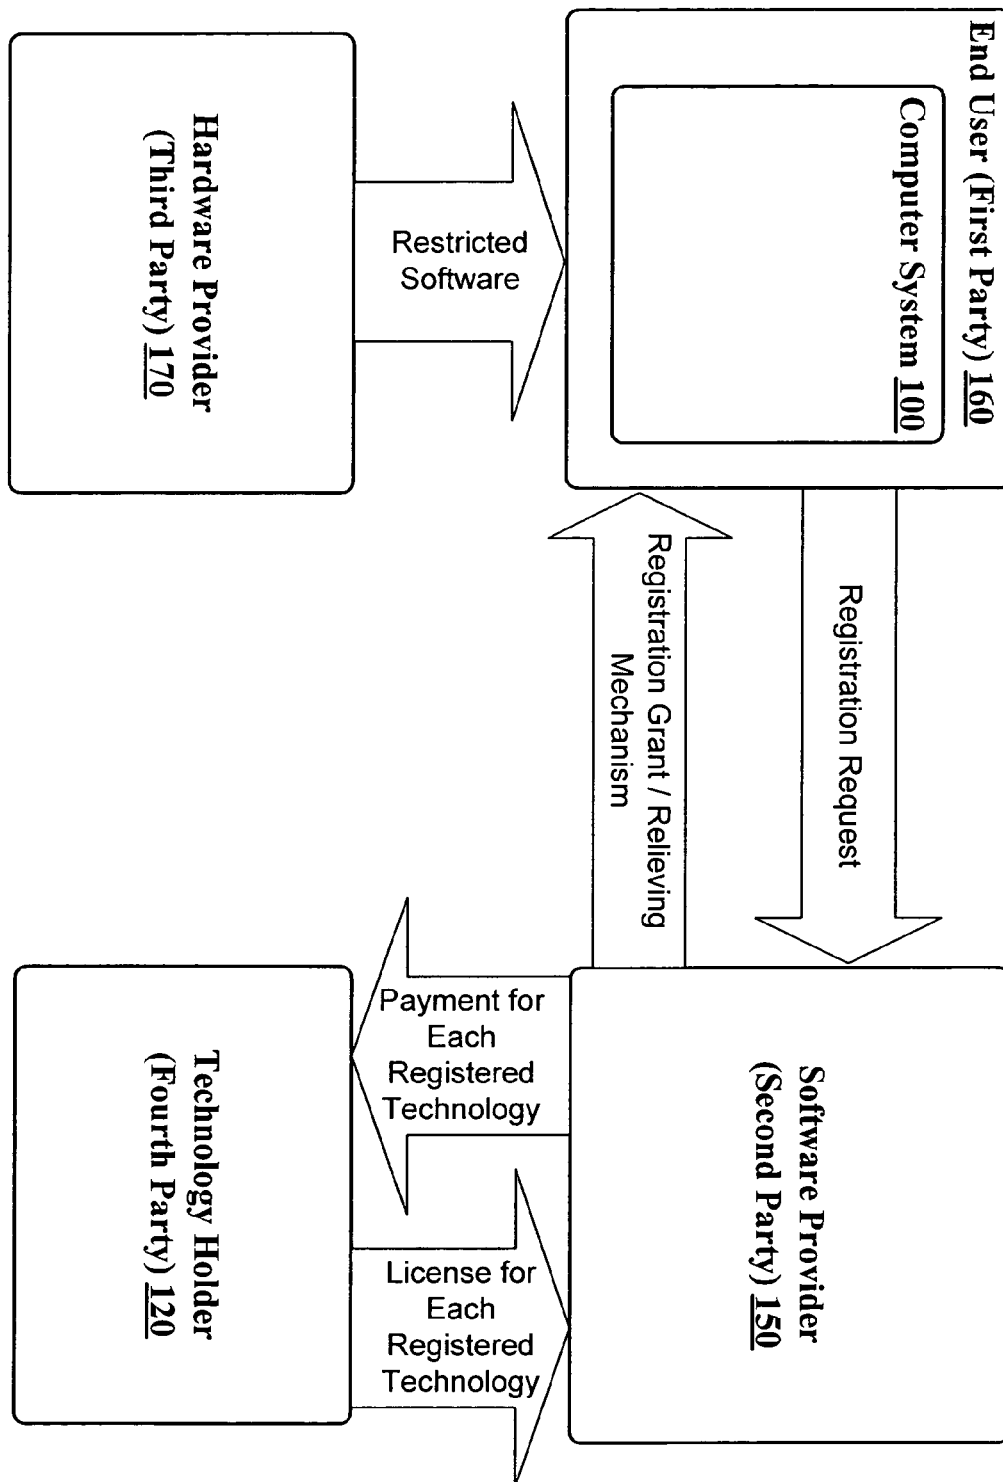 End User (First Party) 160
Computer System 100
Registration Request
Registration Grant / Relieving
Mechanism
Software Provider
(Second Party) 150
Hardware Provider
(Third Party) 170
Restricted
Software
Payment for
Each
Registered
Technology
License for
Each
Registered
Technology
Technology Holder
(Fourth Party) 120